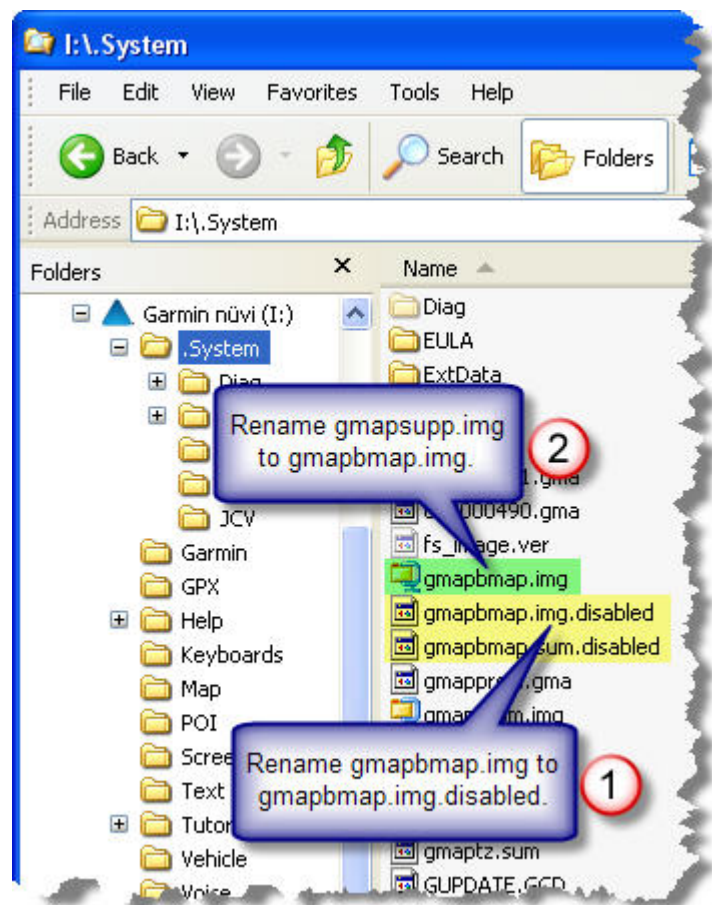 I:\.System
File Edit View Favorites Tools Help
Back Search Folders
Address I:\.System
Folders
Garmin nüvi (I:)
.System
Diag
JCV
Garmin
GPX
Help
Keyboards
Map
POI
Text
Vehicle
Voice
Name
Diag
EULA
ExtData
fs_image.ver
gmapbmap.img
gmapbmap.img.disabled
gmapbmap.sum.disabled
gmaptz.sum
GUPDATE.GCD
Rename gmapsupp.img
to gmapbmap.img.
2
Rename gmapbmap.img to
gmapbmap.img.disabled.
1